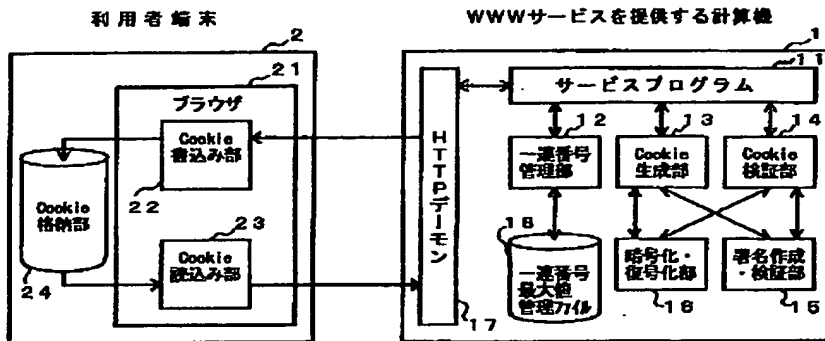 利用者端末
WWWサービスを提供する計算機
2
1
21
11
ブラウザ
サービスプログラム
Cookie
書込み部
22
12
13
14
一連番号
管理部
Cookie
生成部
Cookie
検証部
HTTPデーモン
Cookie
格納部
24
23
Cookie
読込み部
18
一連番号
最大値
管理ファイル
暗号化・
復号化部
署名作成
・検証部
17
16
15